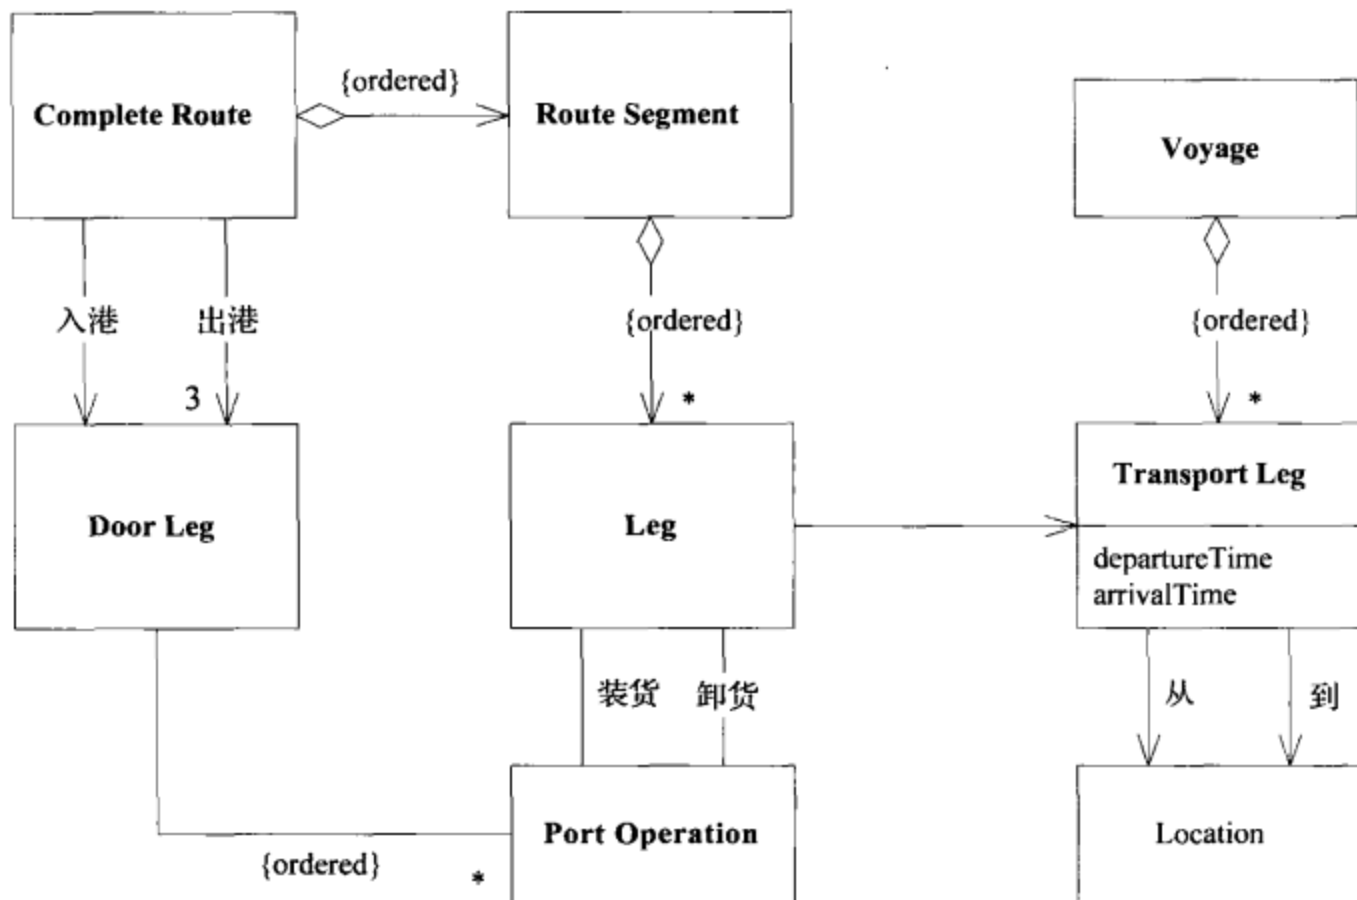 {ordered}
Complete Route
Route Segment
Voyage
入港
出港
{ordered}
{ordered}
3
*
*
Door Leg
Leg
Transport Leg
departureTime
arrivalTime
装货
卸货
从
到
Port Operation
Location
{ordered}
*